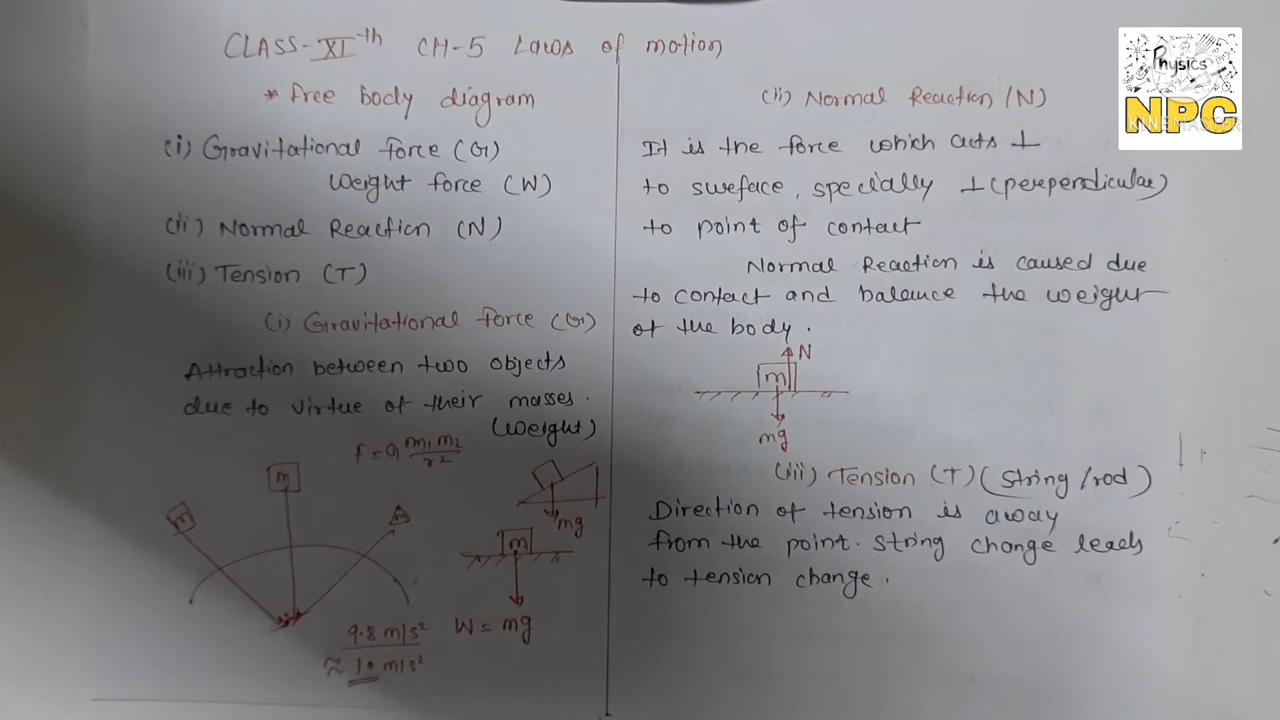 CLASS-XIth CH-5 Laws of motion
* free body diagram
(i) Gravitational force (G)
Weight force (W)
(ii) Normal Reaction (N)
(iii) Tension (T)
(i) Gravitational force (G)
Attraction between two objects
due to virtue of their masses.
(weight)
F = G m1 m2 / r²
m
m
m
mg
m
W = mg
9.8 m/s²
≈ 10 m/s²
(ii) Normal Reaction (N)
It is the force which acts ⊥
to sureface, specially ⊥ (perependicular)
to point of contact
Normal Reaction is caused due
to contact and balance the weight
of the body.
N
m
mg
(iii) Tension (T) (string/rod)
Direction of tension is away
from the point. String change leads
to tension change.
Physics
NPC